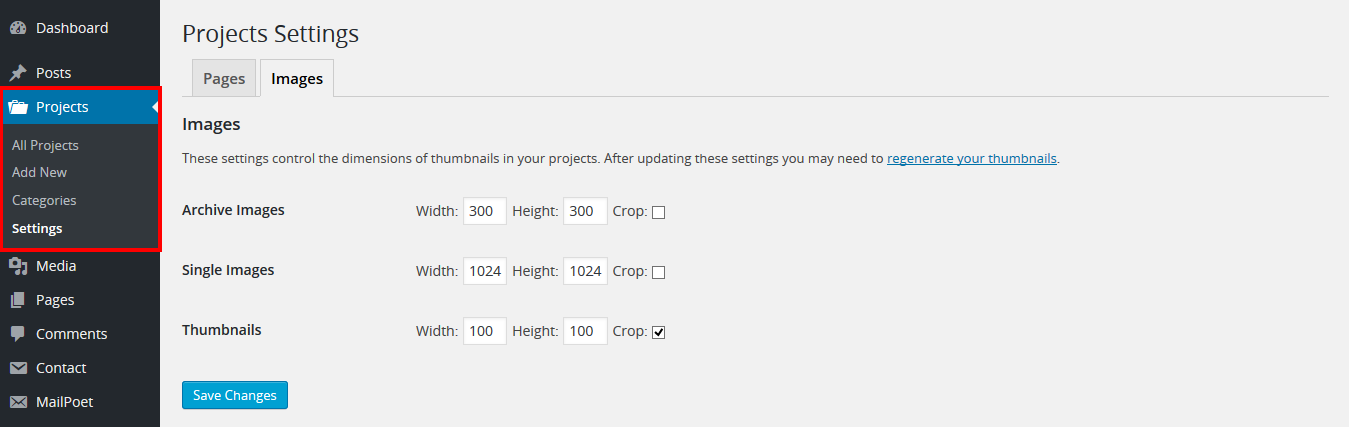 Dashboard
Posts
Projects
All Projects
Add New
Categories
Settings
Media
Pages
Comments
Contact
MailPoet
Projects Settings
Pages Images
Images
These settings control the dimensions of thumbnails in your projects. After updating these settings you may need to regenerate your thumbnails.
Archive Images Width: 300 Height: 300 Crop:
Single Images Width: 1024 Height: 1024 Crop:
Thumbnails Width: 100 Height: 100 Crop:
Save Changes